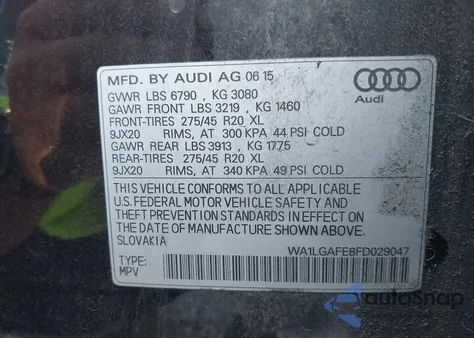 MFD. BY AUDI AG 06 15
GVWR LBS 6790 , KG 3080
GAWR FRONT LBS 3219 , KG 1460
FRONT-TIRES 275/45 R20 XL
9JX20 RIMS, AT 300 KPA 44 PSI COLD
GAWR REAR LBS 3913 , KG 1775
REAR-TIRES 275/45 R20 XL
9JX20 RIMS, AT 340 KPA 49 PSI COLD
Audi
THIS VEHICLE CONFORMS TO ALL APPLICABLE
U.S. FEDERAL MOTOR VEHICLE SAFETY AND
THEFT PREVENTION STANDARDS IN EFFECT ON
THE DATE OF MANUFACTURE SHOWN ABOVE.
SLOVAKIA
WA1LGAFE8FD029047
TYPE:
MPV
autoSnap